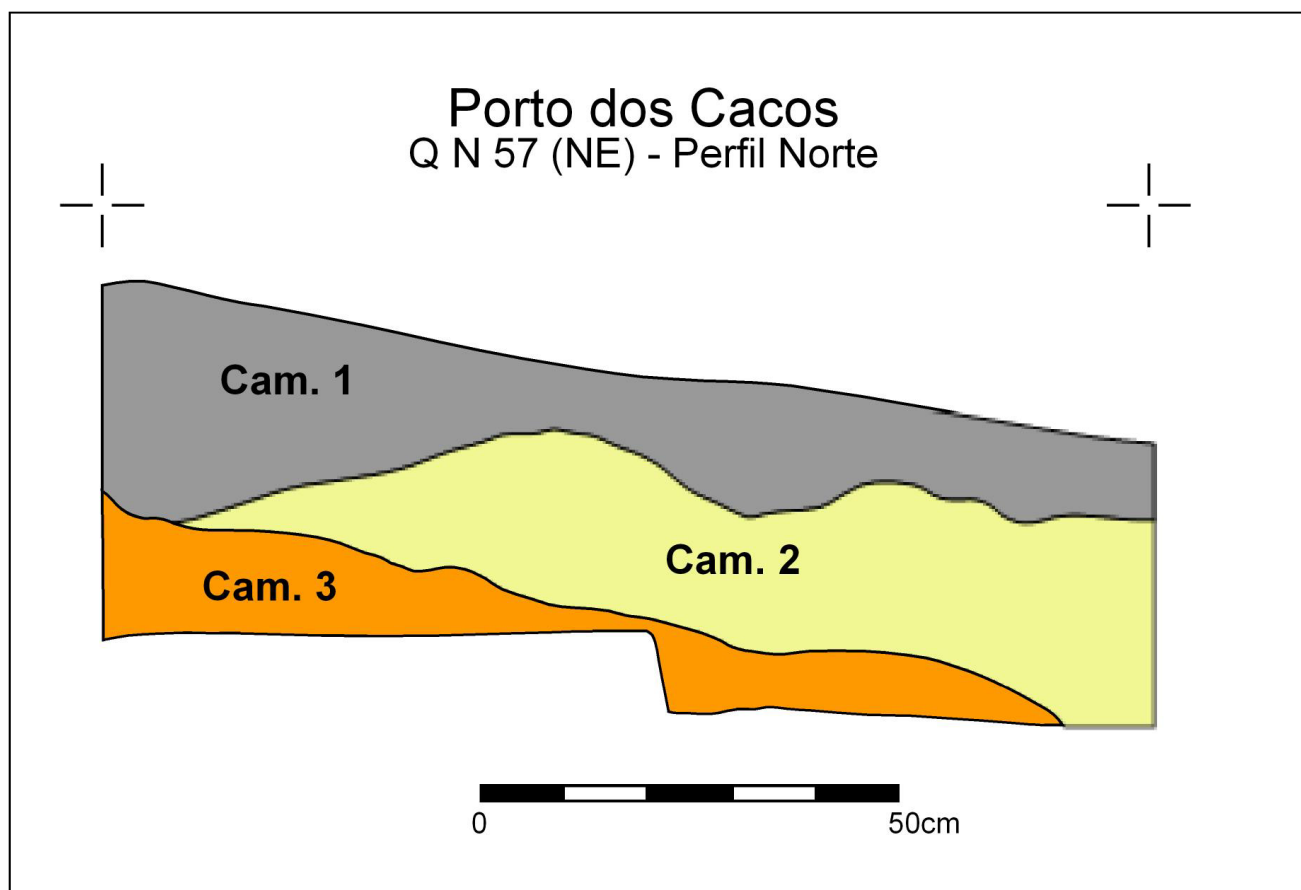 Porto dos Cacos
Q N 57 (NE) - Perfil Norte
Cam. 1
Cam. 2
Cam. 3
0 50cm